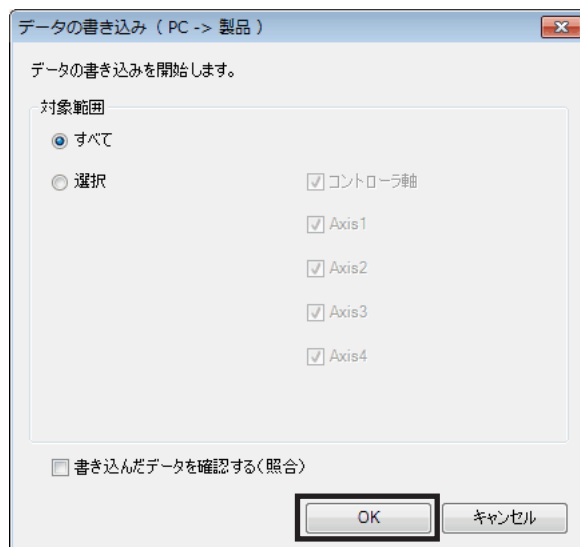 データの書き込み ( PC -> 製品 )
データの書き込みを開始します。
対象範囲
すべて
選択
コントローラ軸
Axis1
Axis2
Axis3
Axis4
書き込んだデータを確認する(照合)
OK
キャンセル